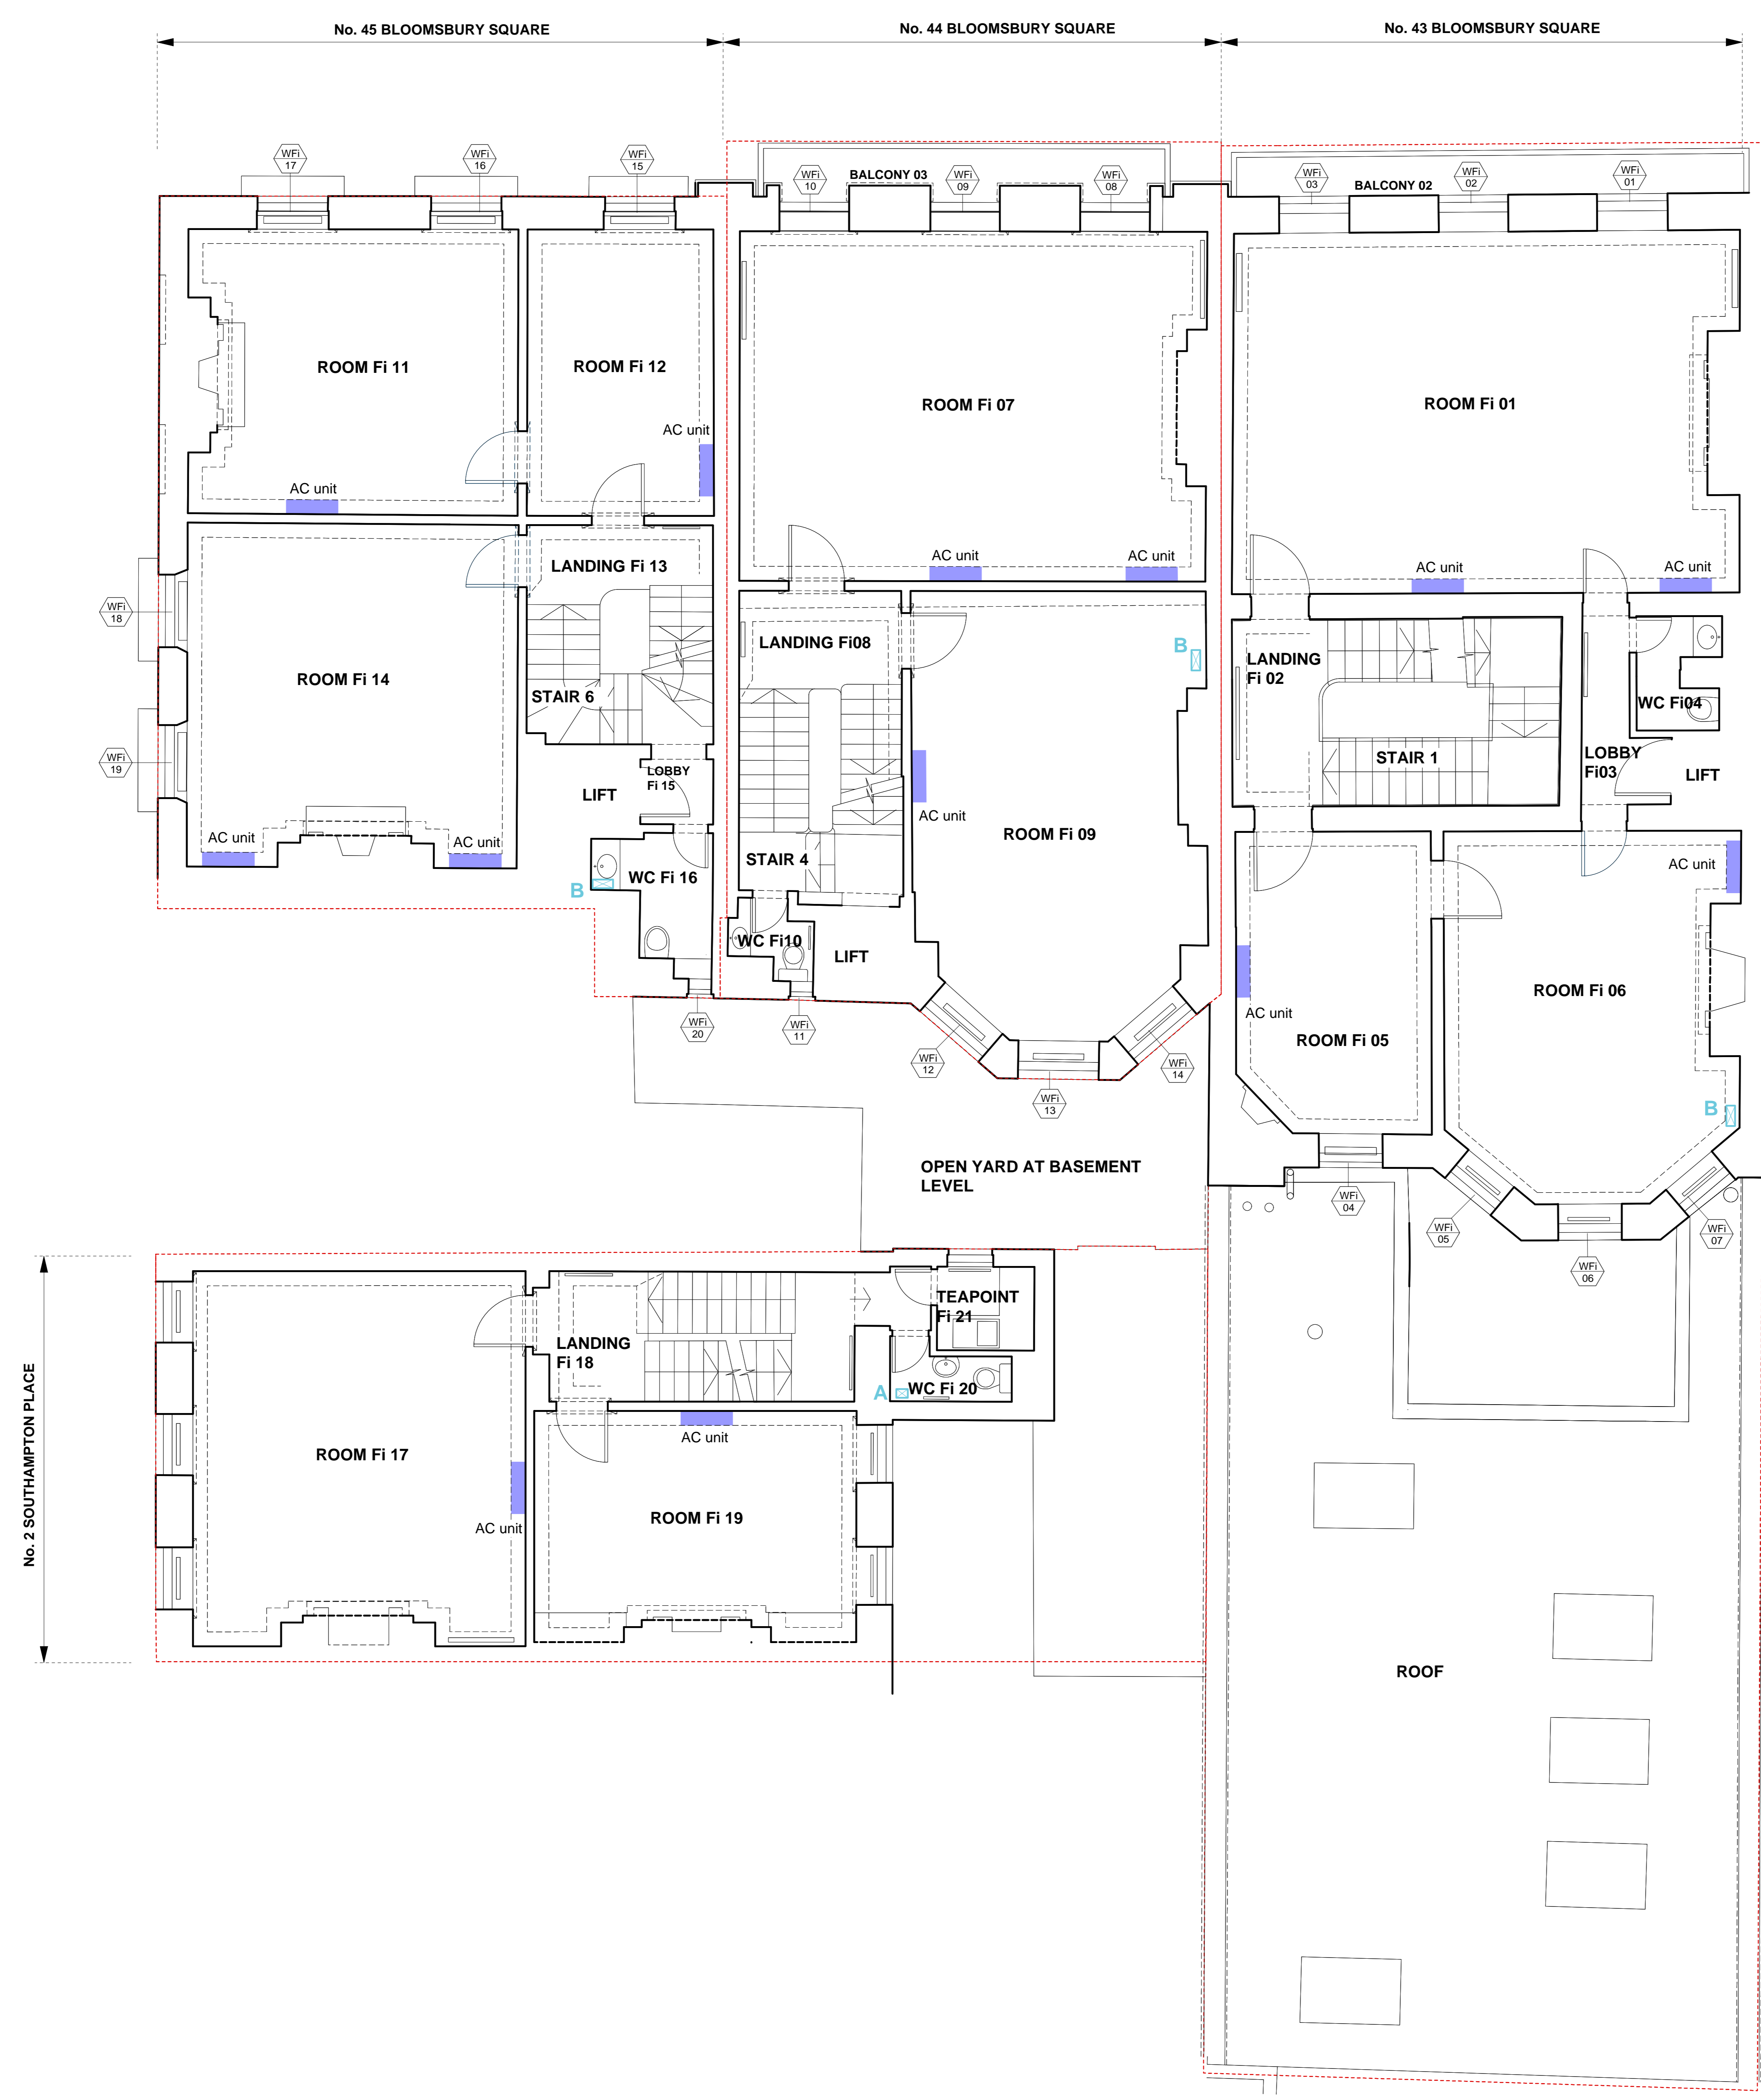 No. 45 BLOOMSBURY SQUARE
No. 44 BLOOMSBURY SQUARE
No. 43 BLOOMSBURY SQUARE
WFi
17
WFi
16
WFi
15
WFi
10
BALCONY 03
WFi
09
WFi
08
WFi
03
BALCONY 02
WFi
02
WFi
01
ROOM Fi 11
ROOM Fi 12
ROOM Fi 07
ROOM Fi 01
AC unit
AC unit
AC unit
AC unit
AC unit
AC unit
LANDING Fi 13
WFi
18
ROOM Fi 14
STAIR 6
LANDING Fi08
B
LANDING
Fi 02
WC Fi04
WFi
19
LOBBY
Fi 15
LIFT
STAIR 1
LOBBY
Fi03
LIFT
AC unit
AC unit
AC unit
ROOM Fi 09
STAIR 4
AC unit
WC Fi 16
B
WC Fi10
LIFT
ROOM Fi 06
AC unit
ROOM Fi 05
WFi
20
WFi
11
WFi
12
WFi
13
WFi
14
B
OPEN YARD AT BASEMENT
LEVEL
WFi
04
WFi
05
WFi
06
WFi
07
No. 2 SOUTHAMPTON PLACE
TEAPOINT
Fi 21
LANDING
Fi 18
A
WC Fi 20
AC unit
ROOM Fi 17
ROOM Fi 19
AC unit
ROOF